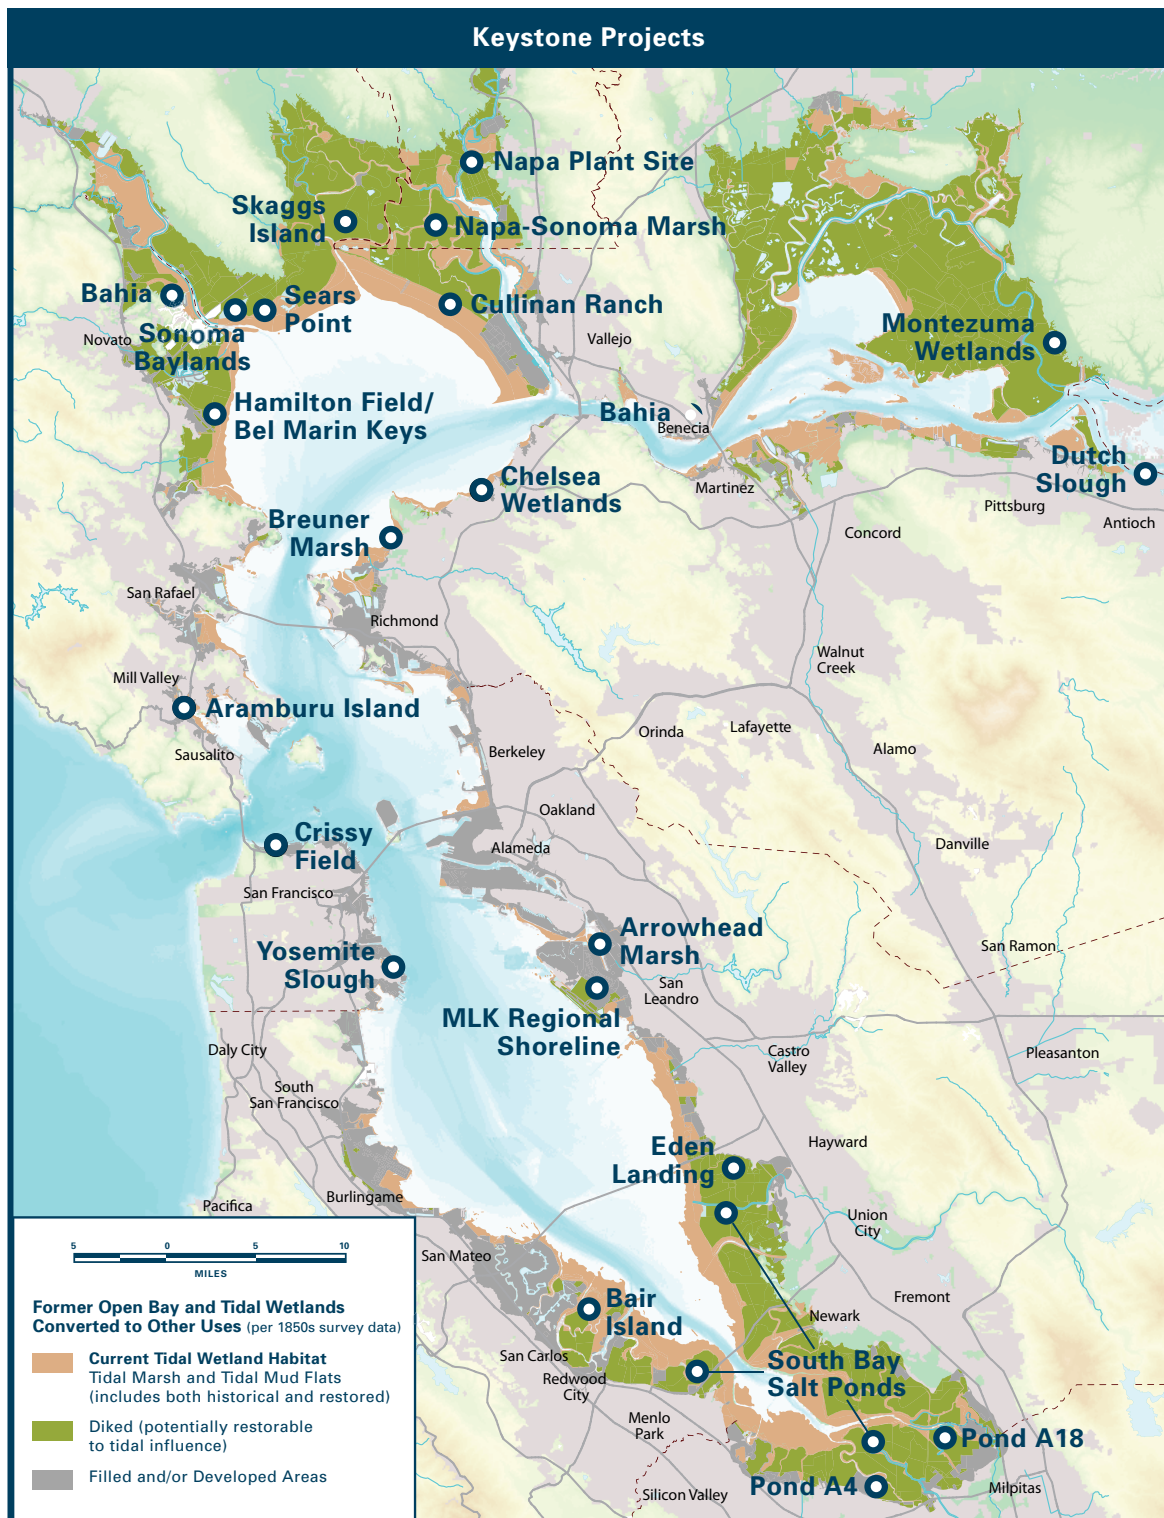 Keystone Projects
Napa Plant Site
Skaggs
Island
Napa-Sonoma Marsh
Bahia
Sears
Point
Cullinan Ranch
Novato
Sonoma
Baylands
Vallejo
Montezuma
Wetlands
Hamilton Field/
Bel Marin Keys
Bahia
Benecia
Dutch
Slough
Chelsea
Wetlands
Martinez
Pittsburg
Antioch
Breuner
Marsh
Concord
San Rafael
Richmond
Walnut
Creek
Mill Valley
Aramburu Island
Sausalito
Berkeley
Orinda
Lafayette
Alamo
Oakland
Crissy
Field
Alameda
Danville
San Francisco
Arrowhead
Marsh
San Ramon
Yosemite
Slough
San
Leandro
MLK Regional
Shoreline
Daly City
Castro
Valley
Pleasanton
South
San Francisco
Eden
Landing
Hayward
Pacifica
Burlingame
Union
City
San Mateo
Bair
Island
Newark
Fremont
San Carlos
Redwood
City
South Bay
Salt Ponds
Menlo
Park
Pond A18
Pond A4
Silicon Valley
Milpitas
5 0 5 10
MILES
Former Open Bay and Tidal Wetlands
Converted to Other Uses (per 1850s survey data)
Current Tidal Wetland Habitat
Tidal Marsh and Tidal Mud Flats
(includes both historical and restored)
Diked (potentially restorable
to tidal influence)
Filled and/or Developed Areas